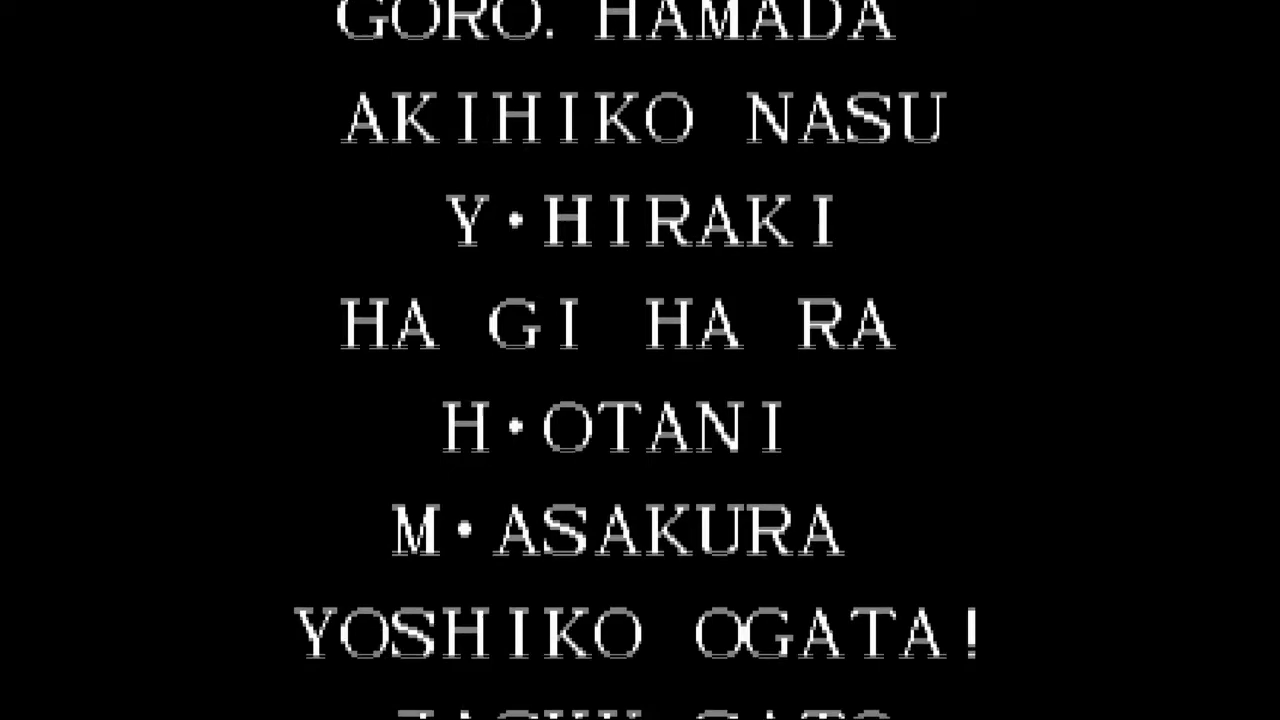 GORO. HAMADA
AKIHIKO NASU
Y・HIRAKI
HA GI HA RA
H・OTANI
M・ASAKURA
YOSHIKO OGATA!